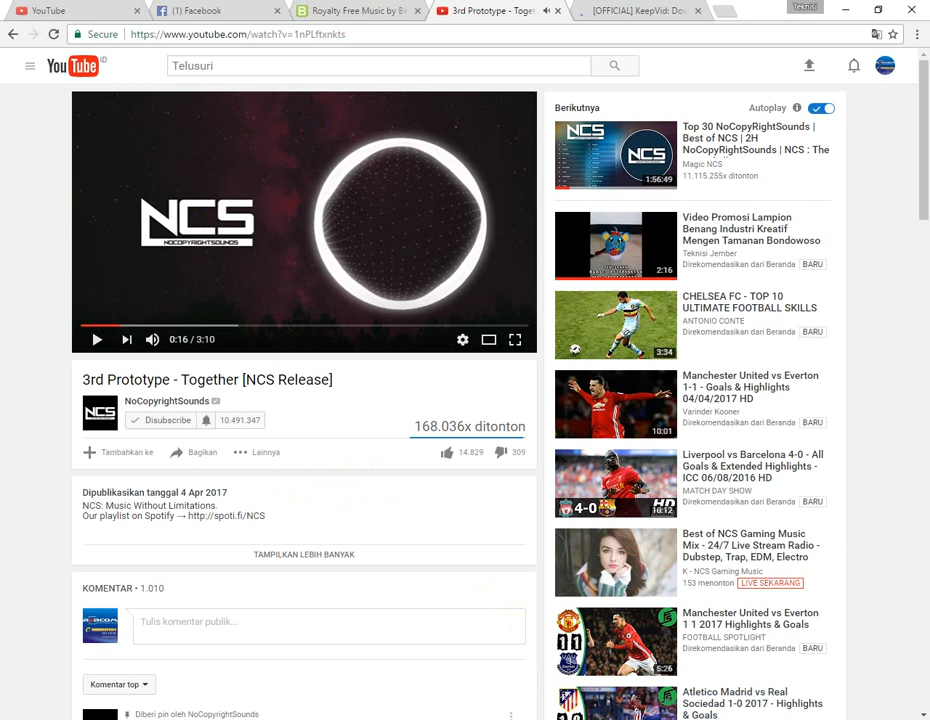 YouTube
(1) Facebook
Royalty Free Music by Be
3rd Prototype - Toget
[OFFICIAL] KeepVid: Dow
Teknisi
Secure
https://www.youtube.com/watch?v=1nPLftxnkts
YouTube ID
Telusuri
NCS
NOCOPYRIGHTSOUNDS
0:16 / 3:10
3rd Prototype - Together [NCS Release]
NCS
NoCopyrightSounds
Disubscribe
10.491.347
168.036x ditonton
Tambahkan ke
Bagikan
Lainnya
14.829
309
Dipublikasikan tanggal 4 Apr 2017
NCS: Music Without Limitations.
Our playlist on Spotify → http://spoti.fi/NCS
TAMPILKAN LEBIH BANYAK
KOMENTAR • 1.010
Tulis komentar publik...
Komentar top
Diberi pin oleh NoCopyrightSounds
Berikutnya
Autoplay
NCS
NCS
1:56:49
Top 30 NoCopyRightSounds |
Best of NCS | 2H
NoCopyrightSounds | NCS : The
Magic NCS
11.115.255x ditonton
2:16
Video Promosi Lampion
Benang Industri Kreatif
Mengen Tamanan Bondowoso
Teknisi Jember
Direkomendasikan dari Beranda
BARU
3:34
CHELSEA FC - TOP 10
ULTIMATE FOOTBALL SKILLS
ANTONIO CONTE
Direkomendasikan dari Beranda
BARU
10:01
Manchester United vs Everton
1-1 - Goals & Highlights
04/04/2017 HD
Varinder Kooner
Direkomendasikan dari Beranda
BARU
4-0
HD
10:12
Liverpool vs Barcelona 4-0 - All
Goals & Extended Highlights -
ICC 06/08/2016 HD
MATCH DAY SHOW
Direkomendasikan dari Beranda
BARU
Best of NCS Gaming Music
Mix - 24/7 Live Stream Radio -
Dubstep, Trap, EDM, Electro
K - NCS Gaming Music
153 menonton
LIVE SEKARANG
11
5:26
Manchester United vs Everton
1 1 2017 Highlights & Goals
FOOTBALL SPOTLIGHT
Direkomendasikan dari Beranda
BARU
Atletico Madrid vs Real
Sociedad 1-0 2017 - Highlights
& Goals